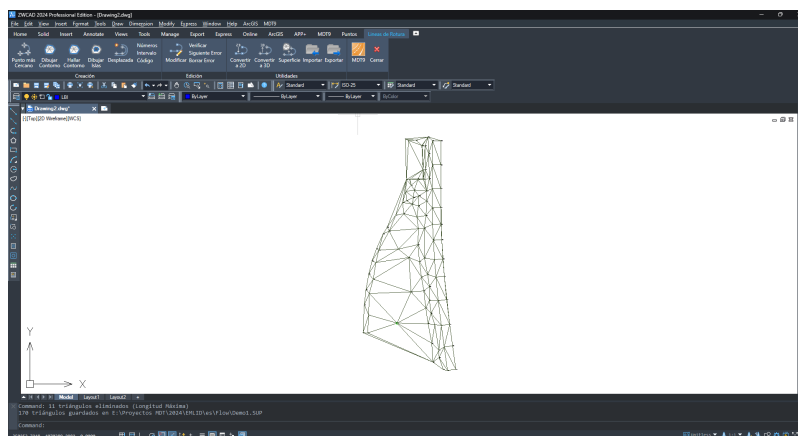 ZWCAD 2024 Professional Edition - [Drawing2.dwg]
File Edit View Insert Format Tools Draw Dimension Modify Express Window Help ArcGIS MDT9
Home Solid Insert Annotate Views Tools Manage Export Express Online ArcGIS APP+ MDT9 Puntos Líneas de Rotura
Punto más Cercano Dibujar Contorno Hallar Contorno Dibujar Islas Desplazada Números Intervalo Código Modificar Verificar Siguiente Error Borrar Error Convertir a 2D Convertir a 3D Superficie Importar Exportar MDT9 Cerrar
Creación Edición Utilidades
Standard ISO-25 Standard Standard
LRI ByLayer ByLayer ByLayer ByColor
Drawing2.dwg*
[-][Top][2D Wireframe][WCS]
Y
X
Model Layout1 Layout2 +
Command: 11 triángulos eliminados (Longitud Máxima)
170 triángulos guardados en E:\Proyectos MDT\2024\EMLID\es\Flow\Demo1.SUP
Command: